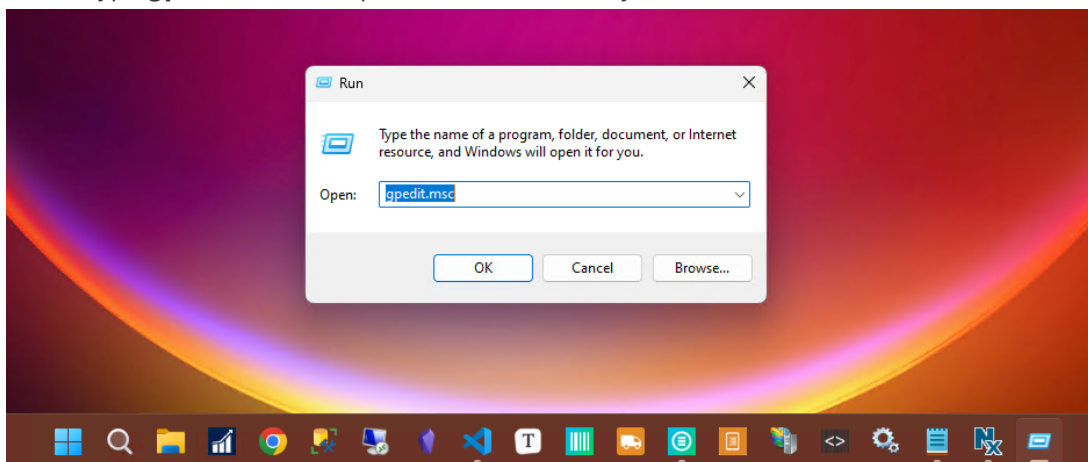 Run
Type the name of a program, folder, document, or Internet
resource, and Windows will open it for you.
Open:
gpedit.msc
OK
Cancel
Browse...
T